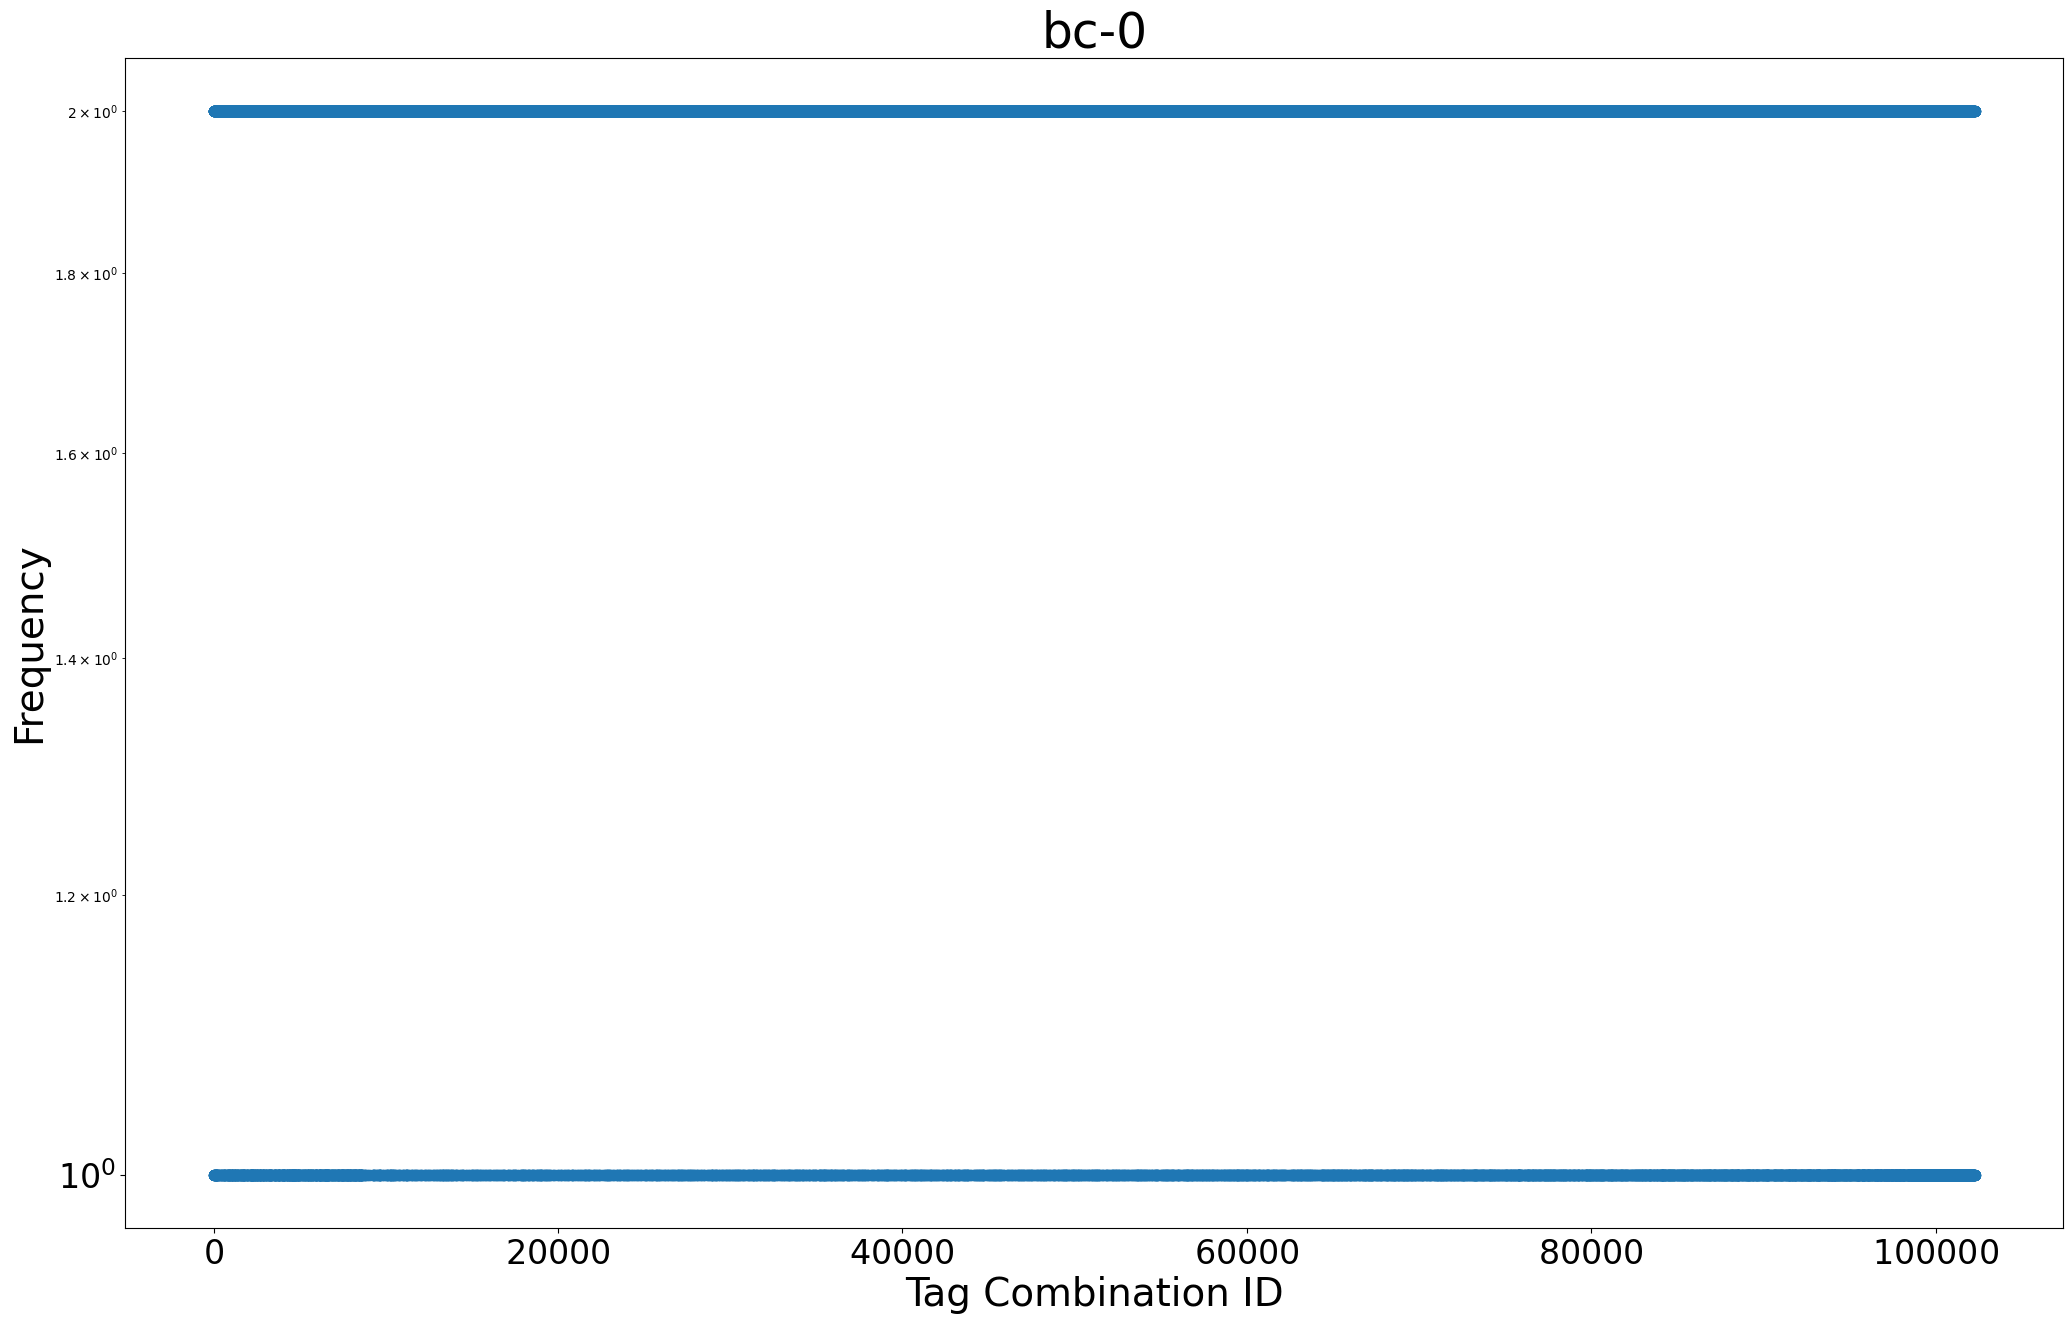 bc-0
2 × 10⁰
1.8 × 10⁰
1.6 × 10⁰
1.4 × 10⁰
1.2 × 10⁰
10⁰
Frequency
0 20000 40000 60000 80000 100000
Tag Combination ID